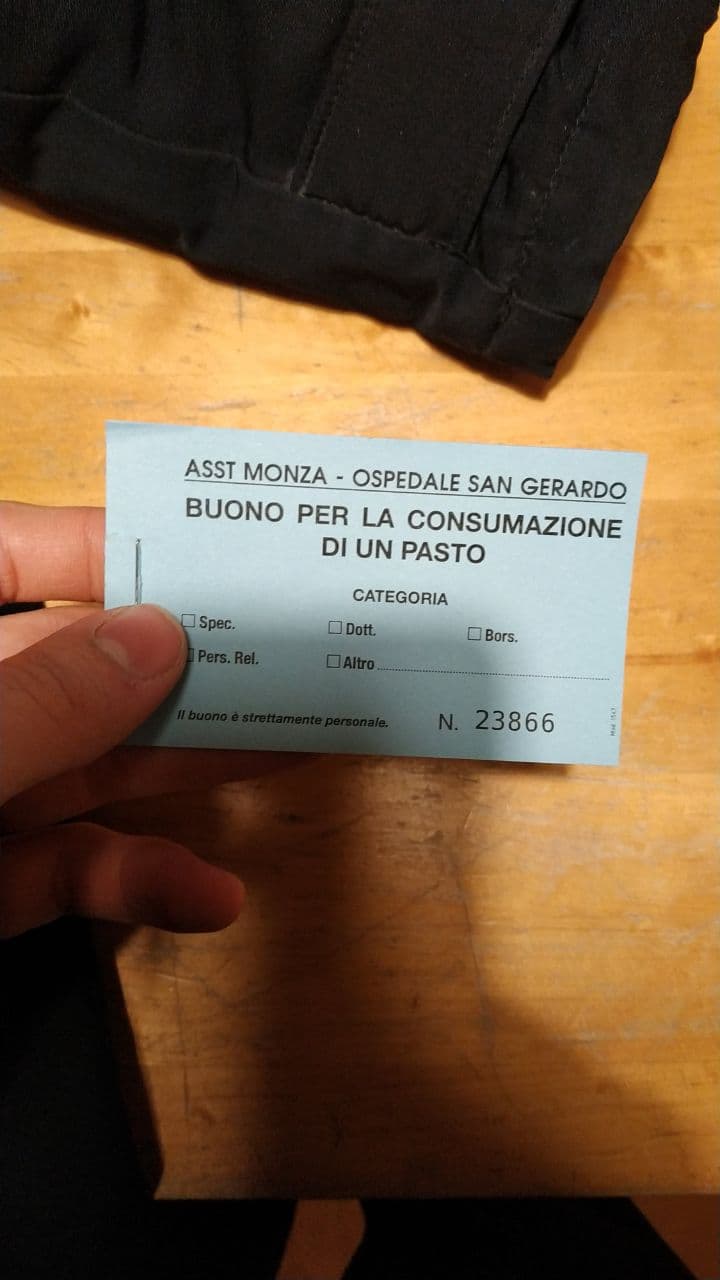 ASST MONZA - OSPEDALE SAN GERARDO
BUONO PER LA CONSUMAZIONE
DI UN PASTO
CATEGORIA
Spec. Dott. Bors.
Pers. Rel. Altro
Il buono è strettamente personale. N. 23866